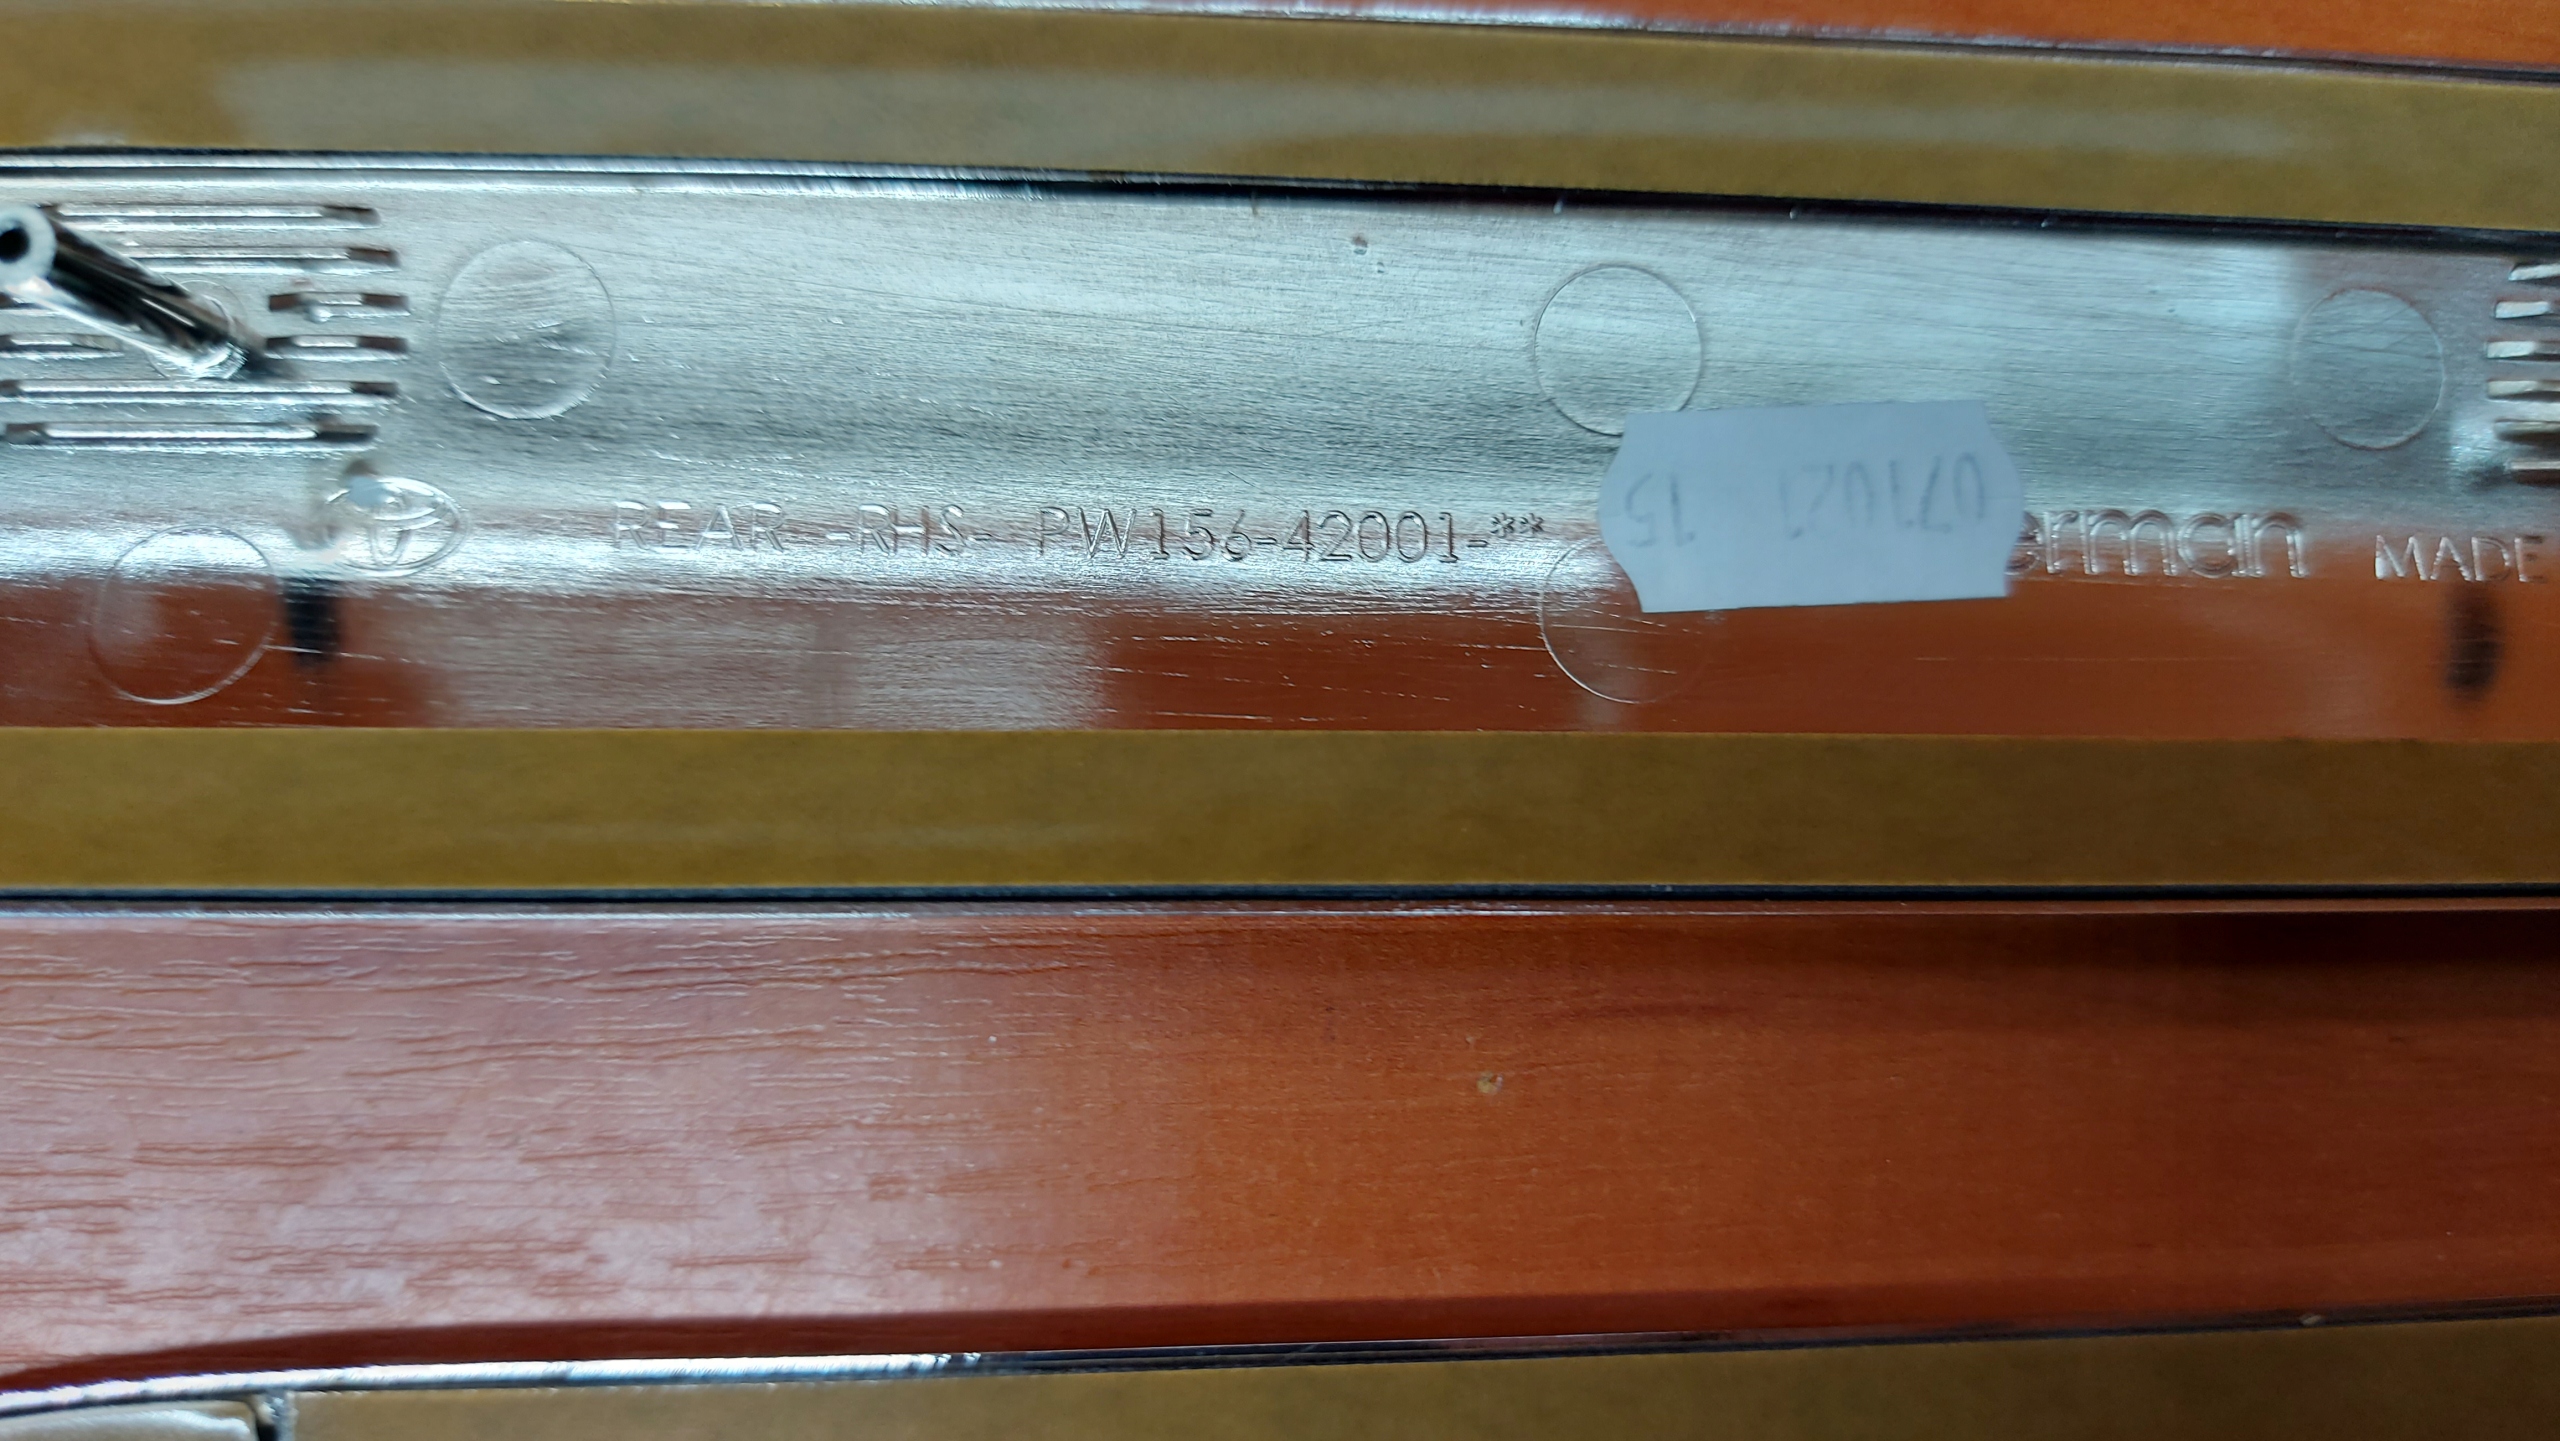 REAR -RHS- PW156-42001-** erman MADE
071021 15